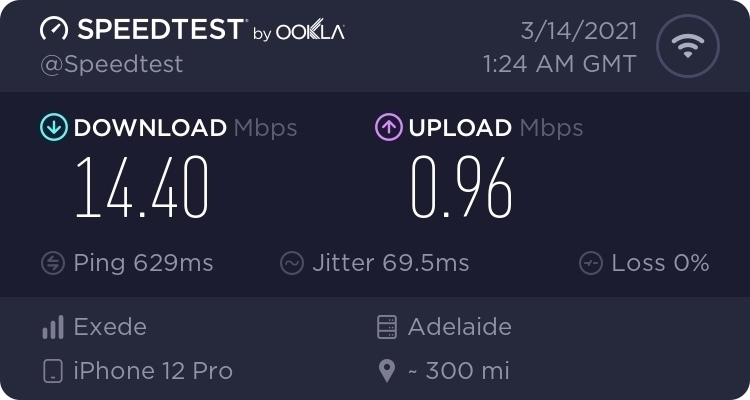 SPEEDTEST by OOKLA
@Speedtest
3/14/2021
1:24 AM GMT
DOWNLOAD Mbps
14.40
UPLOAD Mbps
0.96
Ping 629ms
Jitter 69.5ms
Loss 0%
Exede
Adelaide
iPhone 12 Pro
~ 300 mi